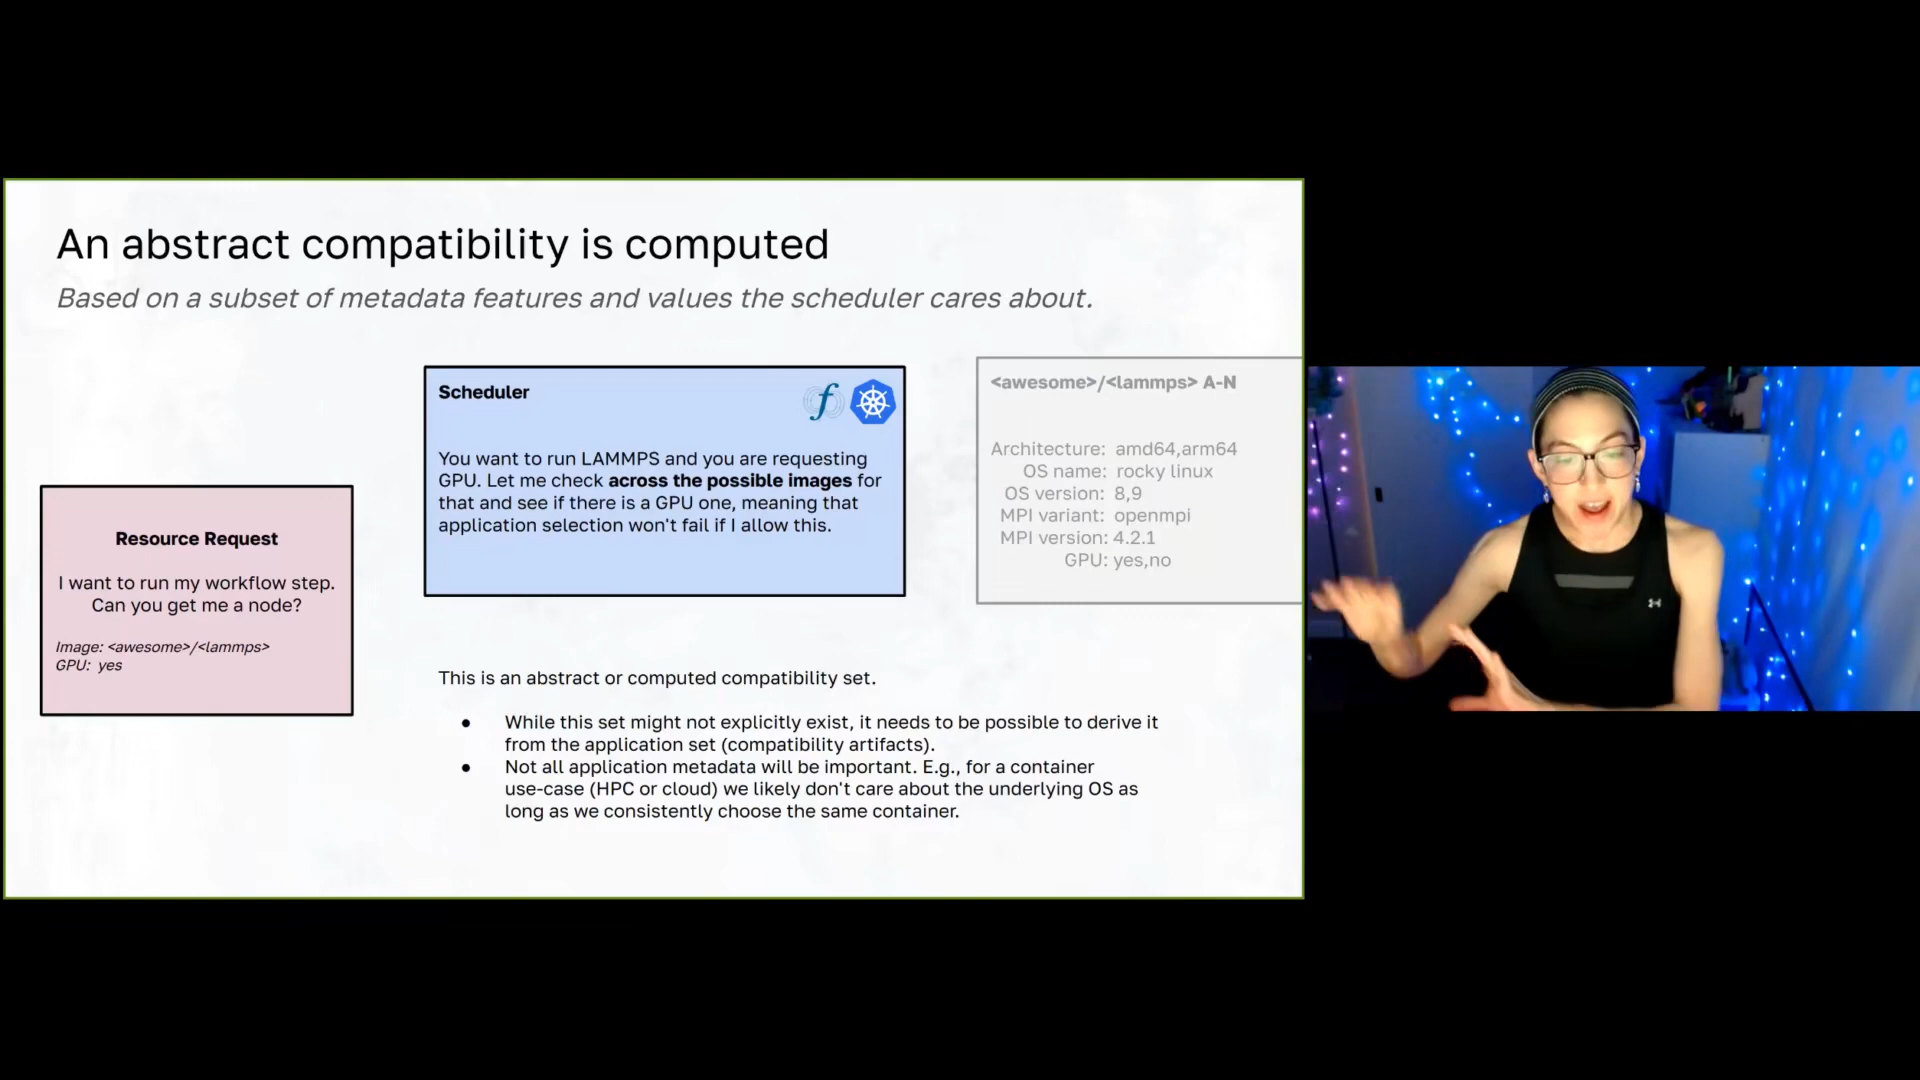 An abstract compatibility is computed
Based on a subset of metadata features and values the scheduler cares about.
Resource Request
I want to run my workflow step.
Can you get me a node?
Image: <awesome>/<lammps>
GPU: yes
Scheduler
You want to run LAMMPS and you are requesting
GPU. Let me check across the possible images for
that and see if there is a GPU one, meaning that
application selection won't fail if I allow this.
<awesome>/<lammps> A-N
Architecture: amd64,arm64
OS name: rocky linux
OS version: 8,9
MPI variant: openmpi
MPI version: 4.2.1
GPU: yes,no
This is an abstract or computed compatibility set.
● While this set might not explicitly exist, it needs to be possible to derive it
from the application set (compatibility artifacts).
● Not all application metadata will be important. E.g., for a container
use-case (HPC or cloud) we likely don't care about the underlying OS as
long as we consistently choose the same container.